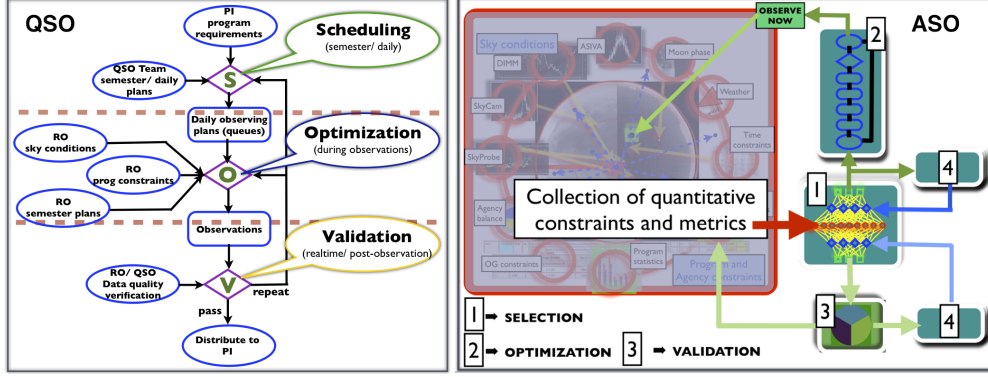 QSO
PI
program
requirements
Scheduling
(semester/ daily)
S
QSO Team
semester/ daily
plans
Daily observing
plans (queues)
Optimization
(during observations)
RO
sky conditions
RO
prog constraints
O
RO
semester plans
Observations
Validation
(realtime/ post-observation)
RO/ QSO
Data quality
verification
V
repeat
pass
Distribute to
PI
ASO
OBSERVE
NOW
2
Sky conditions
ASIVA
Moon phase
DIMM
Weather
SkyCam
Time
constraints
SkyProbe
1
4
Collection of quantitative
constraints and metrics
Agency
balance
Program
statistics
OG constraints
Program and
Agency constraints
3
4
1 SELECTION
2 OPTIMIZATION 3 VALIDATION